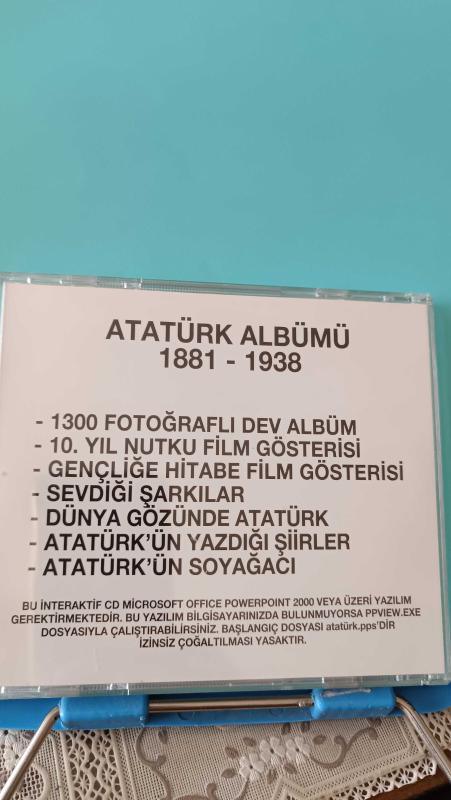 ATATÜRK ALBÜMÜ
1881 - 1938
- 1300 FOTOĞRAFLI DEV ALBÜM
- 10. YIL NUTKU FİLM GÖSTERİSİ
- GENÇLİĞE HİTABE FİLM GÖSTERİSİ
- SEVDİĞİ ŞARKILAR
- DÜNYA GÖZÜNDE ATATÜRK
- ATATÜRK'ÜN YAZDIĞI ŞİİRLER
- ATATÜRK'ÜN SOYAĞACI
BU İNTERAKTİF CD MICROSOFT OFFICE POWERPOINT 2000 VEYA ÜZERİ YAZILIM
GEREKTİRMEKTEDİR. BU YAZILIM BİLGİSAYARINIZDA BULUNMUYORSA PPVIEW.EXE
DOSYASIYLA ÇALIŞTIRABİLİRSİNİZ. BAŞLANGIÇ DOSYASI atatürk.pps'DİR
İZİNSİZ ÇOĞALTILMASI YASAKTIR.